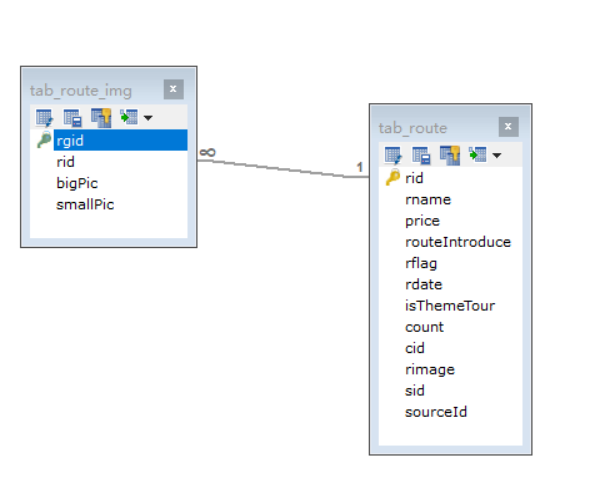 tab_route_img
x
rgid
rid
bigPic
smallPic
∞
1
tab_route
x
rid
rname
price
routeIntroduce
rflag
rdate
isThemeTour
count
cid
rimage
sid
sourceId